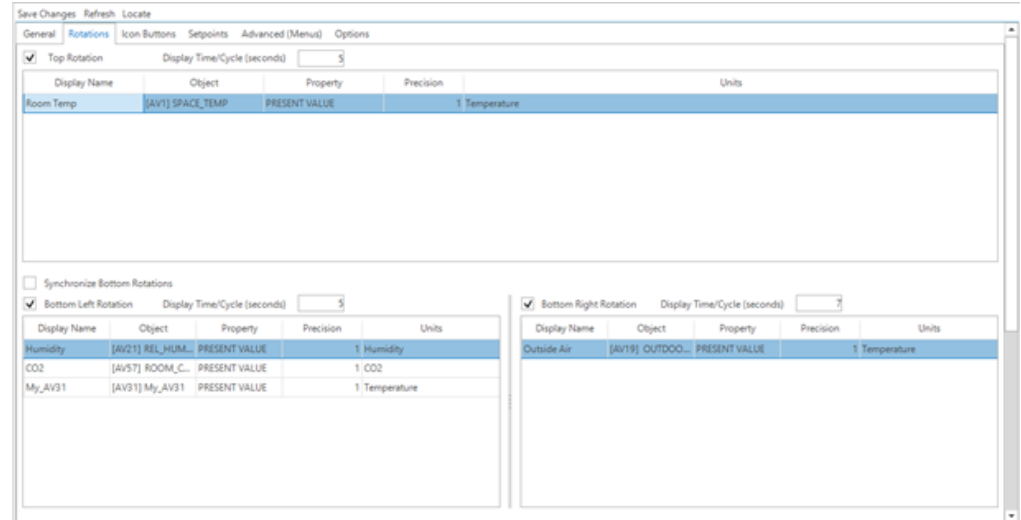 Save Changes Refresh Locate
General Rotations Icon Buttons Setpoints Advanced (Menus) Options
Top Rotation Display Time/Cycle (seconds) 5
Display Name Object Property Precision Units
Room Temp [AV1] SPACE_TEMP PRESENT VALUE 1 Temperature
Synchronize Bottom Rotations
Bottom Left Rotation Display Time/Cycle (seconds) 5
Display Name Object Property Precision Units
Humidity [AV21] REL_HUM... PRESENT VALUE 1 Humidity
CO2 [AV57] ROOM_C... PRESENT VALUE 1 CO2
My_AV31 [AV31] My_AV31 PRESENT VALUE 1 Temperature
Bottom Right Rotation Display Time/Cycle (seconds) 7
Display Name Object Property Precision Units
Outside Air [AV19] OUTDOO... PRESENT VALUE 1 Temperature